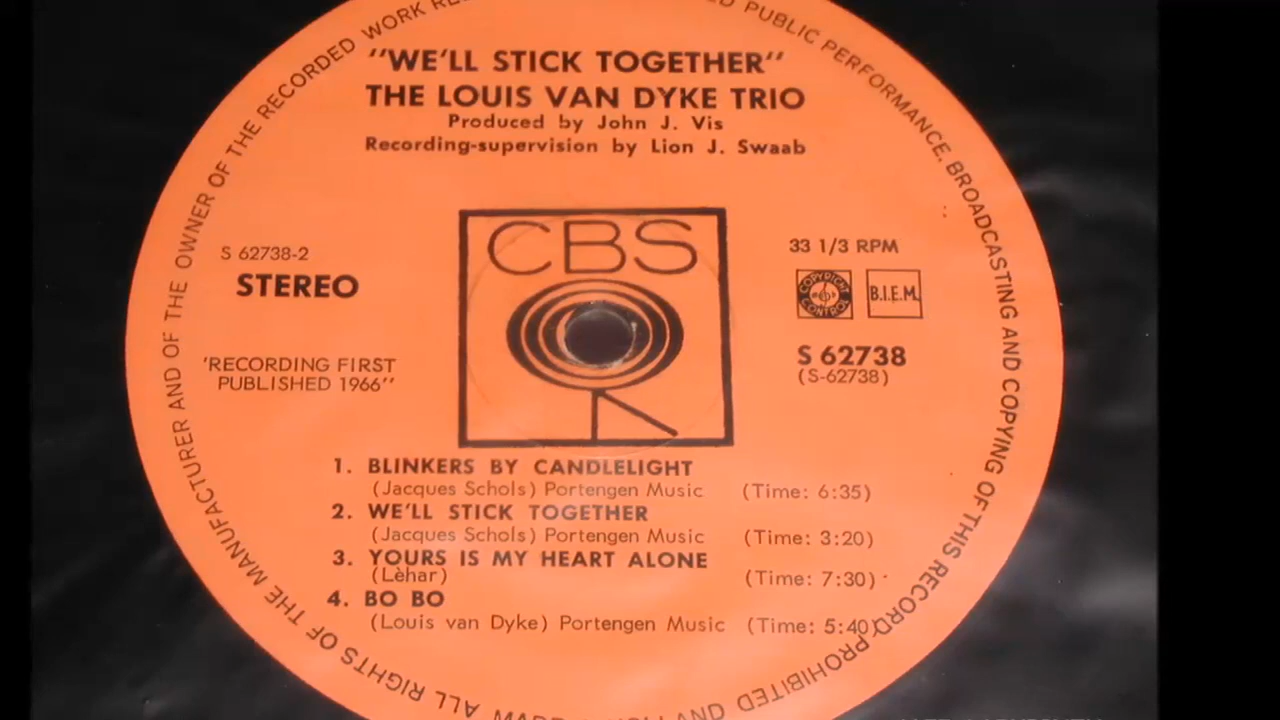 "WE'LL STICK TOGETHER"
THE LOUIS VAN DYKE TRIO
Produced by John J. Vis
Recording-supervision by Lion J. Swaab
CBS
S 62738-2
STEREO
'RECORDING FIRST
PUBLISHED 1966"
33 1/3 RPM
COPYRIGHT
CONTROL
B.I.E.M.
S 62738
(S-62738)
1. BLINKERS BY CANDLELIGHT
(Jacques Schols) Portengen Music (Time: 6:35)
2. WE'LL STICK TOGETHER
(Jacques Schols) Portengen Music (Time: 3:20)
3. YOURS IS MY HEART ALONE
(Lèhar) (Time: 7:30)
4. BO BO
(Louis van Dyke) Portengen Music (Time: 5:40)
ALL RIGHTS OF THE MANUFACTURER AND OF THE OWNER OF THE RECORDED WORK
PUBLIC PERFORMANCE, BROADCASTING AND COPYING OF THIS RECORD PROHIBITED